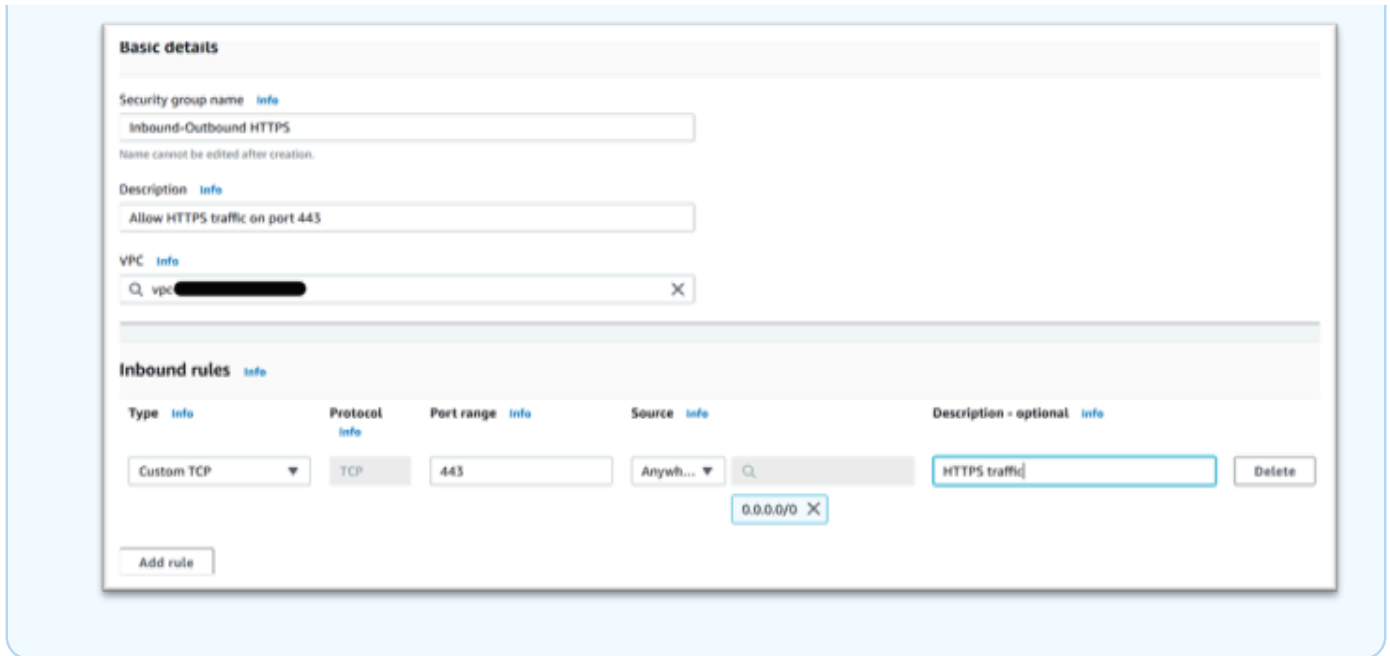 Basic details
Security group name Info
Inbound-Outbound HTTPS
Name cannot be edited after creation.
Description Info
Allow HTTPS traffic on port 443
VPC Info
vpc
Inbound rules Info
Type Info Protocol Info Port range Info Source Info Description - optional Info
Custom TCP TCP 443 Anywh... HTTPS traffic Delete
0.0.0.0/0
Add rule